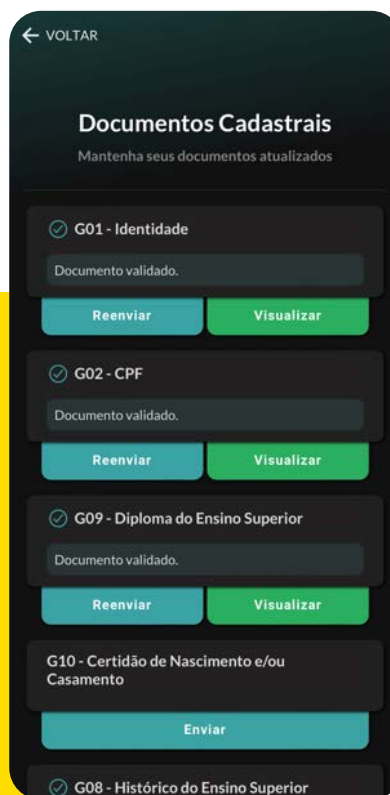 VOLTAR
Documentos Cadastrais
Mantenha seus documentos atualizados
G01 - Identidade
Documento validado.
Reenviar Visualizar
G02 - CPF
Documento validado.
Reenviar Visualizar
G09 - Diploma do Ensino Superior
Documento validado.
Reenviar Visualizar
G10 - Certidão de Nascimento e/ou
Casamento
Enviar
G08 - Histórico do Ensino Superior